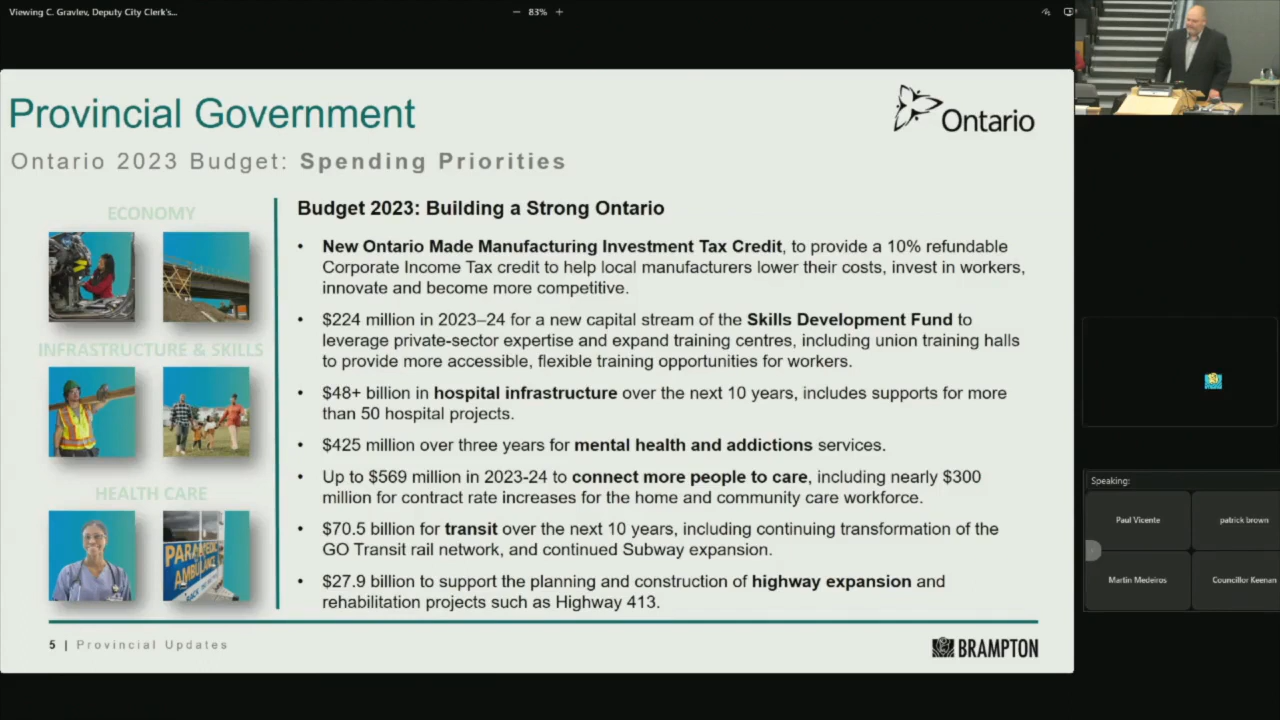 Viewing C. Gravlev, Deputy City Clerk's...
− 83% +
Provincial Government
Ontario
Ontario 2023 Budget: Spending Priorities
ECONOMY
INFRASTRUCTURE & SKILLS
HEALTH CARE
PARAMEDIC
AMBULANCE
Budget 2023: Building a Strong Ontario
• New Ontario Made Manufacturing Investment Tax Credit, to provide a 10% refundable
Corporate Income Tax credit to help local manufacturers lower their costs, invest in workers,
innovate and become more competitive.
• $224 million in 2023–24 for a new capital stream of the Skills Development Fund to
leverage private-sector expertise and expand training centres, including union training halls
to provide more accessible, flexible training opportunities for workers.
• $48+ billion in hospital infrastructure over the next 10 years, includes supports for more
than 50 hospital projects.
• $425 million over three years for mental health and addictions services.
• Up to $569 million in 2023-24 to connect more people to care, including nearly $300
million for contract rate increases for the home and community care workforce.
• $70.5 billion for transit over the next 10 years, including continuing transformation of the
GO Transit rail network, and continued Subway expansion.
• $27.9 billion to support the planning and construction of highway expansion and
rehabilitation projects such as Highway 413.
5 | Provincial Updates
BRAMPTON
Speaking:
Paul Vicente
patrick brown
Martin Medeiros
Councillor Keenan